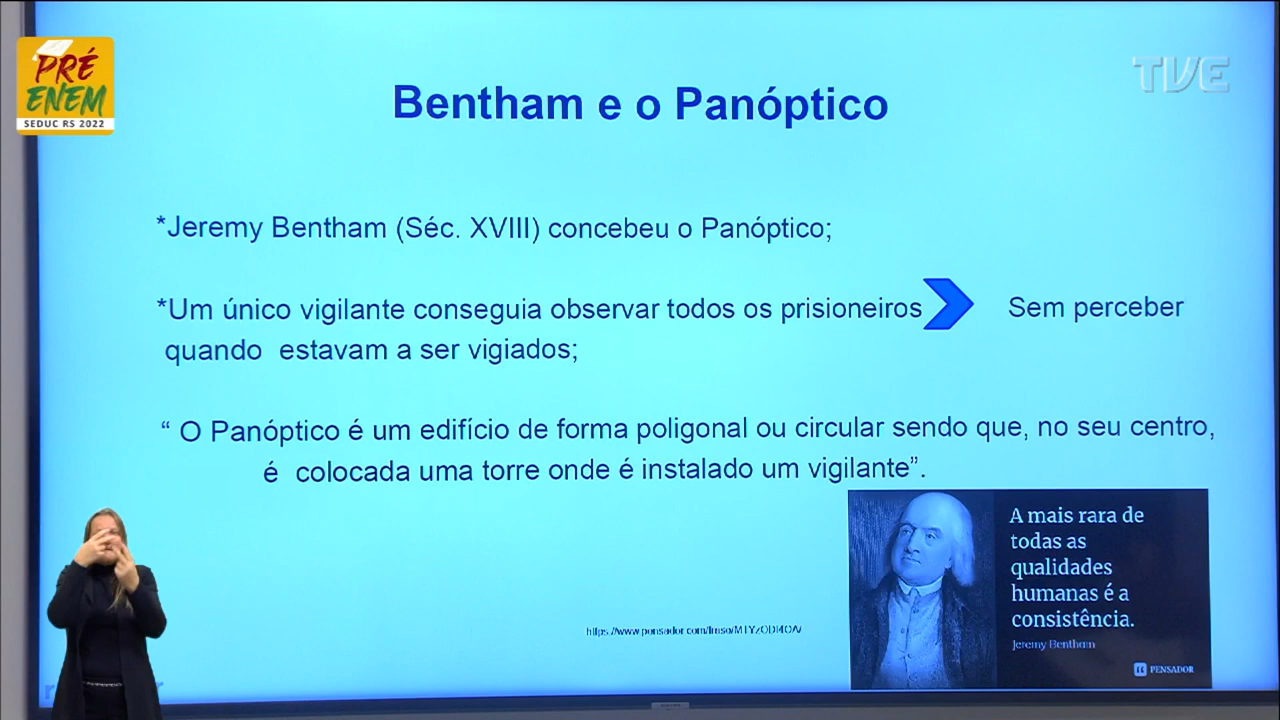 PRÉ
ENEM
SEDUC RS 2022
TVE
Bentham e o Panóptico
*Jeremy Bentham (Séc. XVIII) concebeu o Panóptico;
*Um único vigilante conseguia observar todos os prisioneiros Sem perceber
quando estavam a ser vigiados;
“ O Panóptico é um edifício de forma poligonal ou circular sendo que, no seu centro,
é colocada uma torre onde é instalado um vigilante”.
A mais rara de
todas as
qualidades
humanas é a
consistência.
Jeremy Bentham
PENSADOR